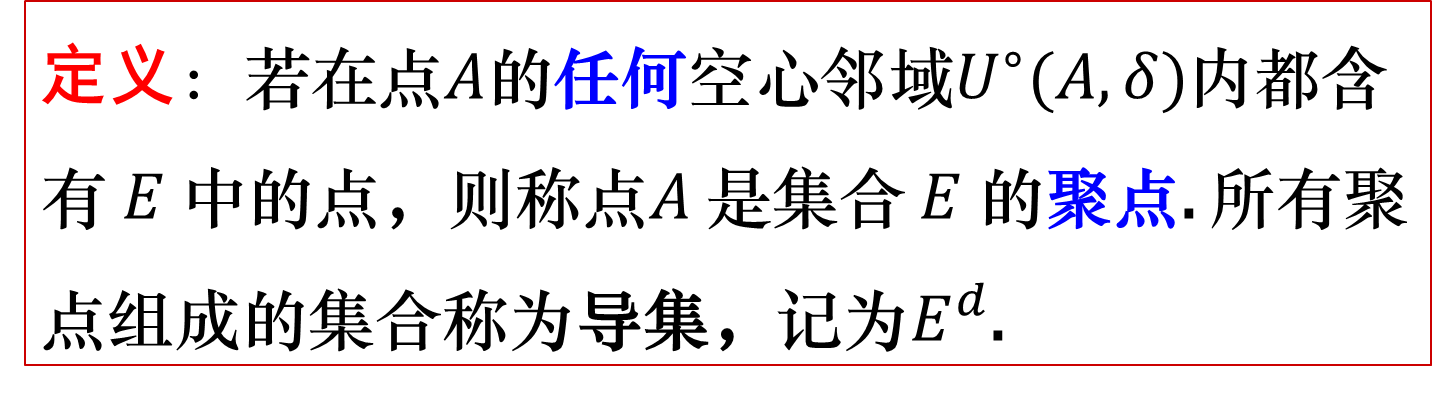 定义：若在点A的任何空心邻域U°(A, δ)内都含
有 E 中的点，则称点A 是集合 E 的聚点. 所有聚
点组成的集合称为导集，记为Eᵈ.